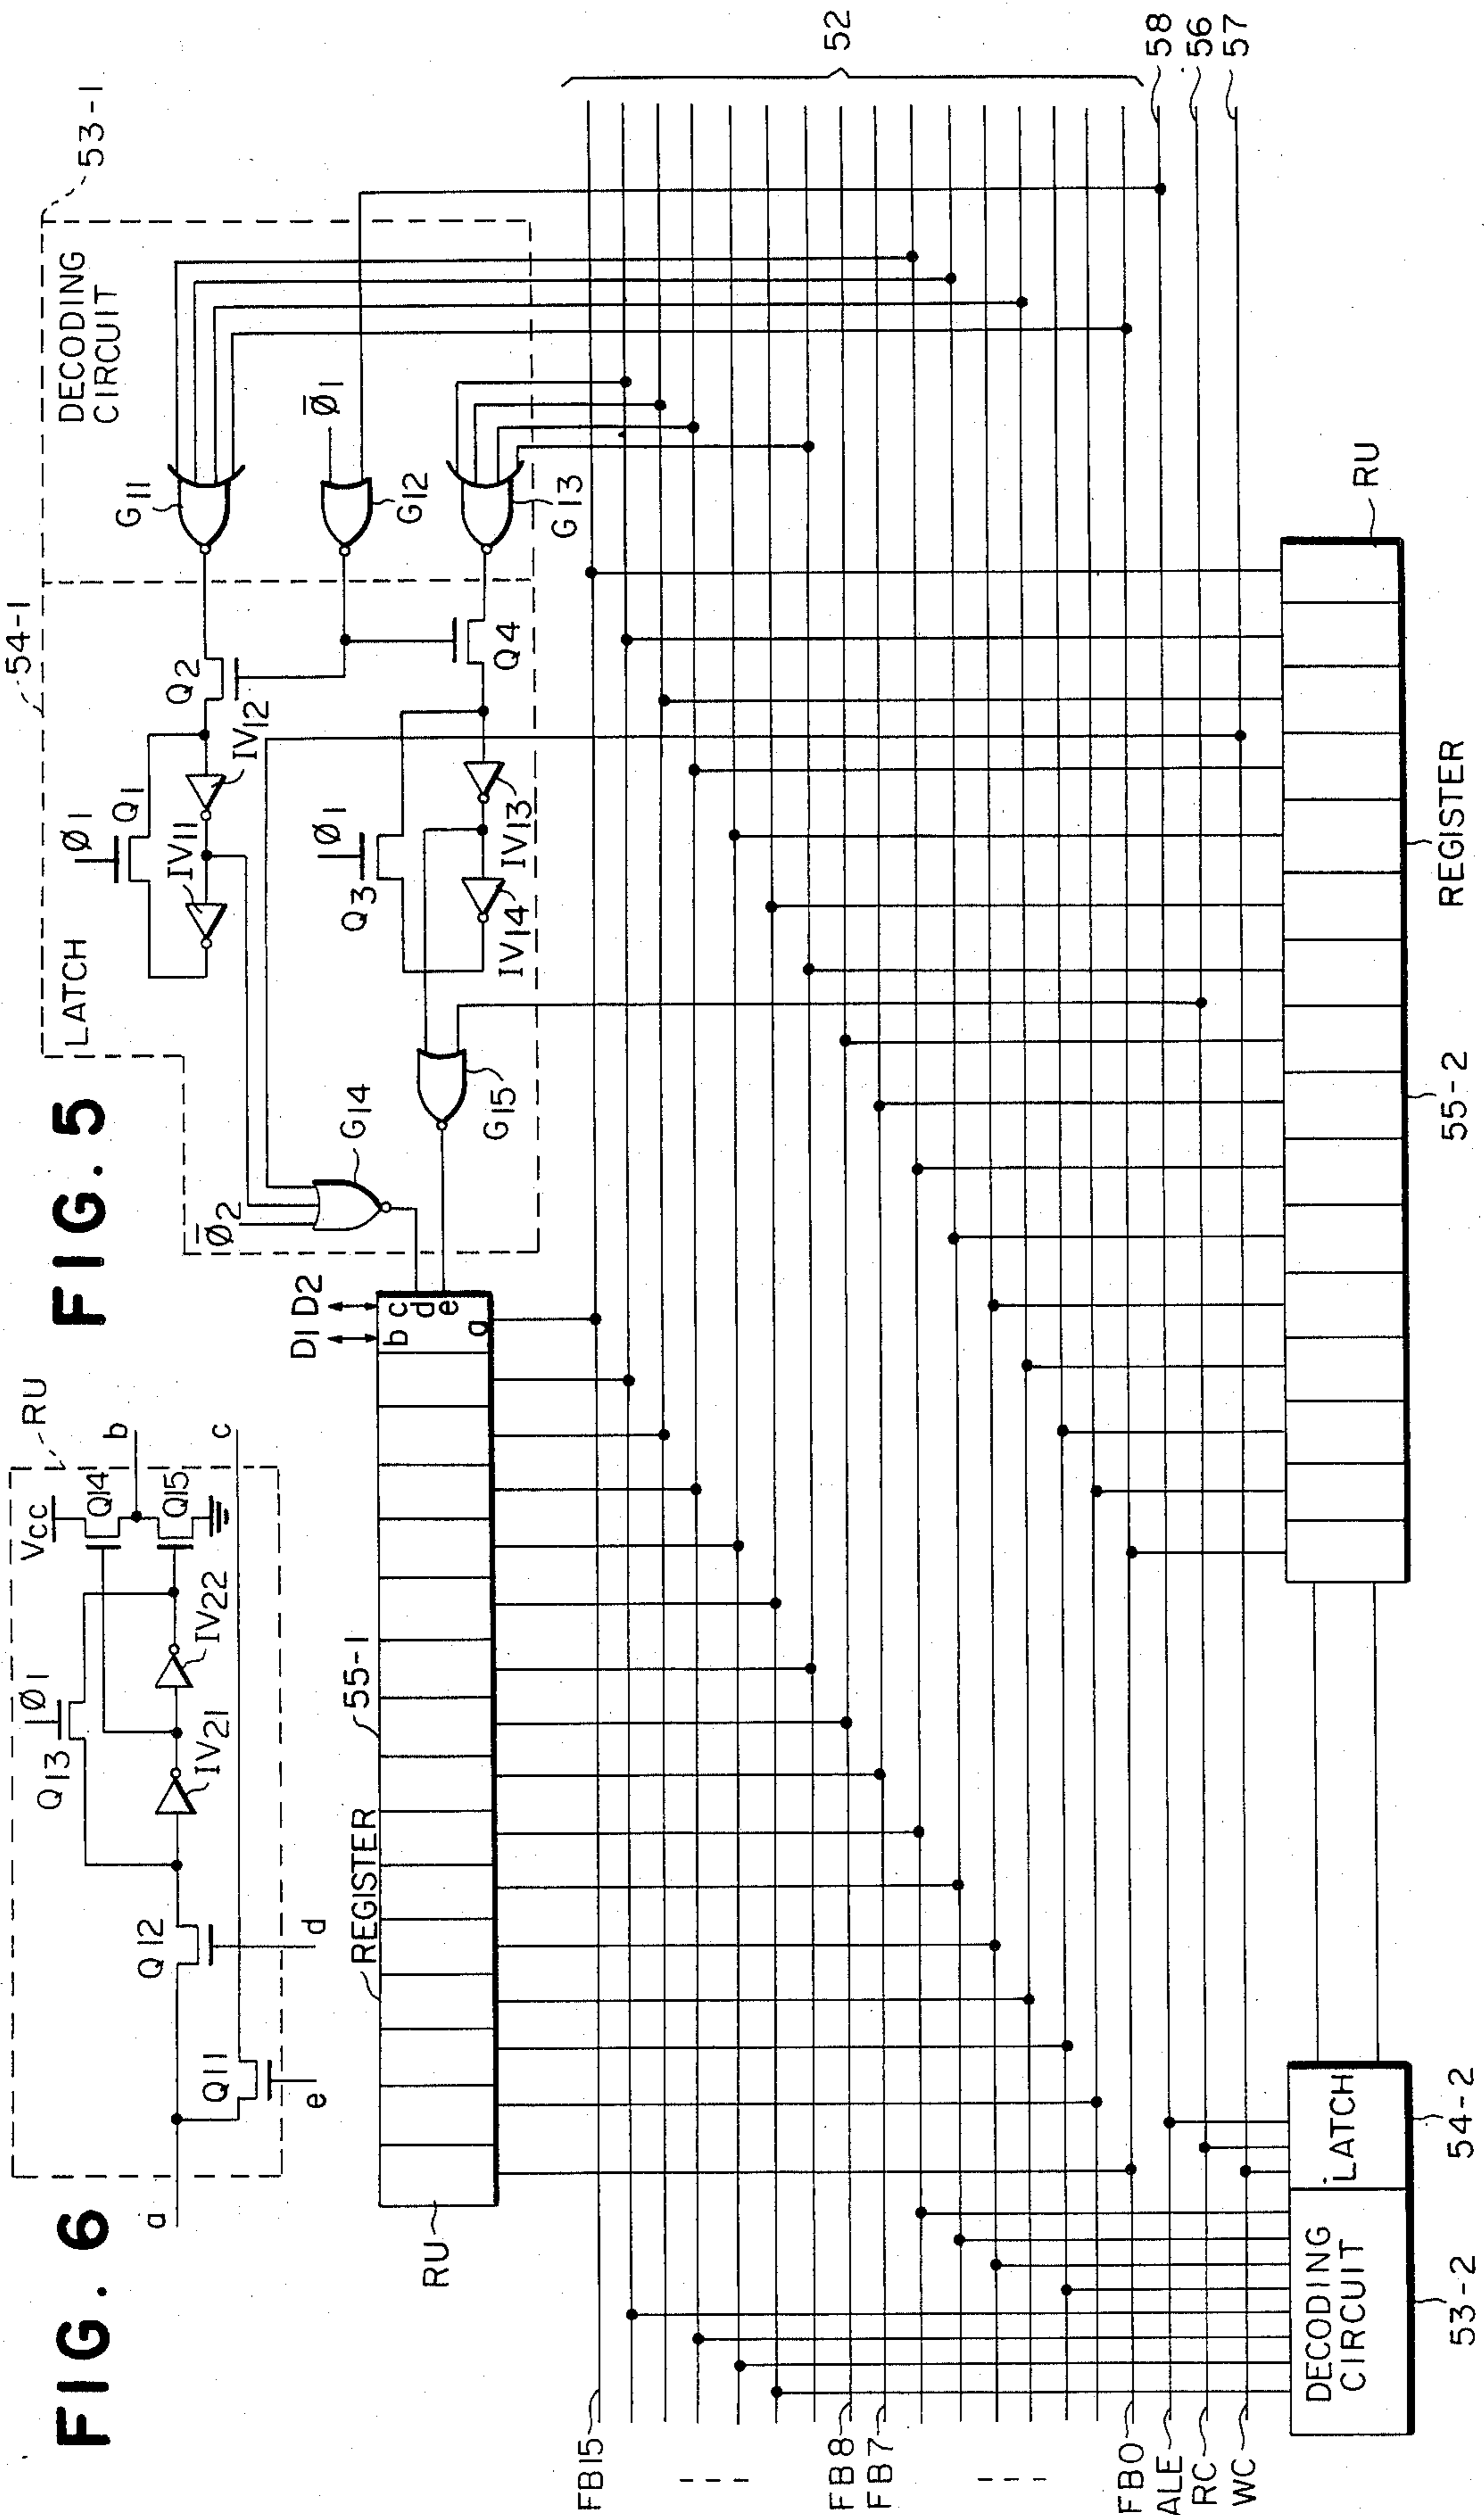 FIG. 6
a
Q11
e
Q12
d
Q13
Ø1
IV21
IV22
VCC
Q14
Q15
RU
b
c
FIG. 5
54-1
LATCH
Ø1
Q1
IV11
IV12
Q2
Q3
Ø1
IV14
IV13
Q4
G14
G15
Ø̅2
53-1
DECODING
CIRCUIT
G11
Ø̅1
G12
G13
D1 D2
b c
d
e
a
REGISTER
55-1
RU
52
58
56
57
FB15
FB8
FB7
FB0
ALE
RC
WC
DECODING
CIRCUIT
53-2
LATCH
54-2
55-2
REGISTER
RU